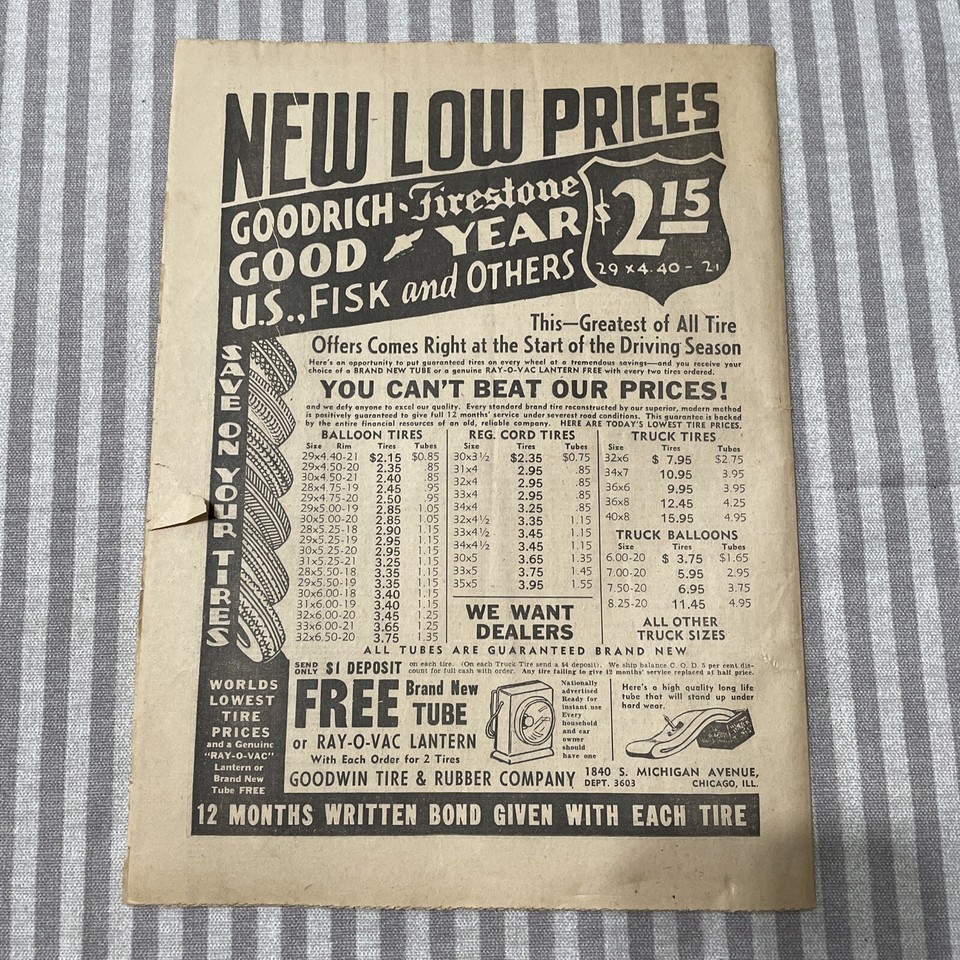 NEW LOW PRICES
GOODRICH - Firestone
GOOD YEAR
U.S., FISK and OTHERS
$2.15
29 x 4.40 - 21
This—Greatest of All Tire
Offers Comes Right at the Start of the Driving Season
Here's an opportunity to put guaranteed tires on every wheel at a tremendous savings—and you receive your
choice of a BRAND NEW TUBE or a genuine RAY-O-VAC LANTERN FREE with every two tires ordered.
YOU CAN'T BEAT OUR PRICES!
and we defy anyone to excel our quality. Every standard brand tire reconstructed by our superior, modern method
is positively guaranteed to give full 12 months' service under severest road conditions. This guarantee is backed
by the entire financial resources of an old, reliable company. HERE ARE TODAY'S LOWEST TIRE PRICES.
SAVE ON YOUR TIRES
BALLOON TIRES
Size Rim Tires Tubes
29x4.40-21 $2.15 $0.85
29x4.50-20 2.35 .85
30x4.50-21 2.40 .85
28x4.75-19 2.45 .95
29x4.75-20 2.50 .95
29x5.00-19 2.85 1.05
30x5.00-20 2.85 1.05
28x5.25-18 2.90 1.15
29x5.25-19 2.95 1.15
30x5.25-20 2.95 1.15
31x5.25-21 3.25 1.15
28x5.50-18 3.35 1.15
29x5.50-19 3.35 1.15
30x6.00-18 3.40 1.15
31x6.00-19 3.40 1.15
32x6.00-20 3.45 1.25
33x6.00-21 3.65 1.25
32x6.50-20 3.75 1.35
REG. CORD TIRES
Size Tires Tubes
30x3½ $2.35 $0.75
31x4 2.95 .85
32x4 2.95 .85
33x4 2.95 .85
34x4 3.25 .85
32x4½ 3.35 1.15
33x4½ 3.45 1.15
34x4½ 3.45 1.15
30x5 3.65 1.35
33x5 3.75 1.45
35x5 3.95 1.55
WE WANT
DEALERS
TRUCK TIRES
Size Tires Tubes
32x6 $ 7.95 $2.75
34x7 10.95 3.95
36x6 9.95 3.95
36x8 12.45 4.25
40x8 15.95 4.95
TRUCK BALLOONS
Size Tires Tubes
6.00-20 $ 3.75 $1.65
7.00-20 5.95 2.95
7.50-20 6.95 3.75
8.25-20 11.45 4.95
ALL OTHER
TRUCK SIZES
ALL TUBES ARE GUARANTEED BRAND NEW
SEND ONLY $1 DEPOSIT on each tire. (On each Truck Tire send a $4 deposit). We ship balance C. O. D. 5 per cent dis-
count for full cash with order. Any tire failing to give 12 months' service replaced at half price.
WORLDS
LOWEST
TIRE
PRICES
and a Genuine
"RAY-O-VAC"
Lantern or
Brand New
Tube FREE
FREE Brand New
TUBE
or RAY-O-VAC LANTERN
With Each Order for 2 Tires
Nationally
advertised
Ready for
instant use
Every
household
and car
owner
should
have one
Here's a high quality long life
tube that will stand up under
hard wear.
GOODWIN TIRE & RUBBER COMPANY, 1840 S. MICHIGAN AVENUE,
DEPT. 3603 CHICAGO, ILL.
12 MONTHS WRITTEN BOND GIVEN WITH EACH TIRE